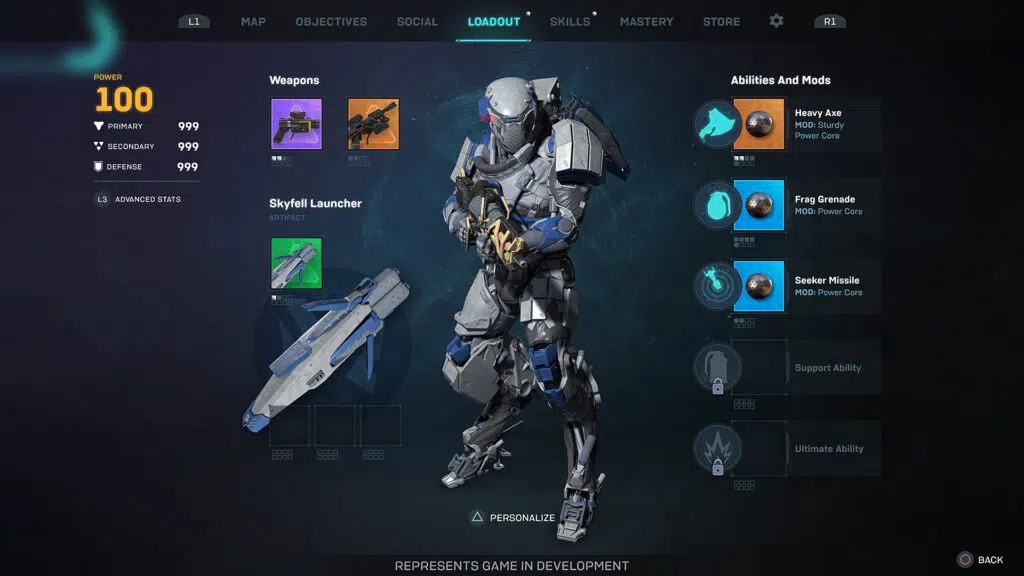 L1
MAP
OBJECTIVES
SOCIAL
LOADOUT
SKILLS
MASTERY
STORE
R1
POWER
100
PRIMARY 999
SECONDARY 999
DEFENSE 999
L3 ADVANCED STATS
Weapons
Skyfell Launcher
ARTIFACT
Abilities And Mods
Heavy Axe
MOD: Sturdy
Power Core
Frag Grenade
MOD: Power Core
Seeker Missile
MOD: Power Core
Support Ability
Ultimate Ability
PERSONALIZE
REPRESENTS GAME IN DEVELOPMENT
BACK